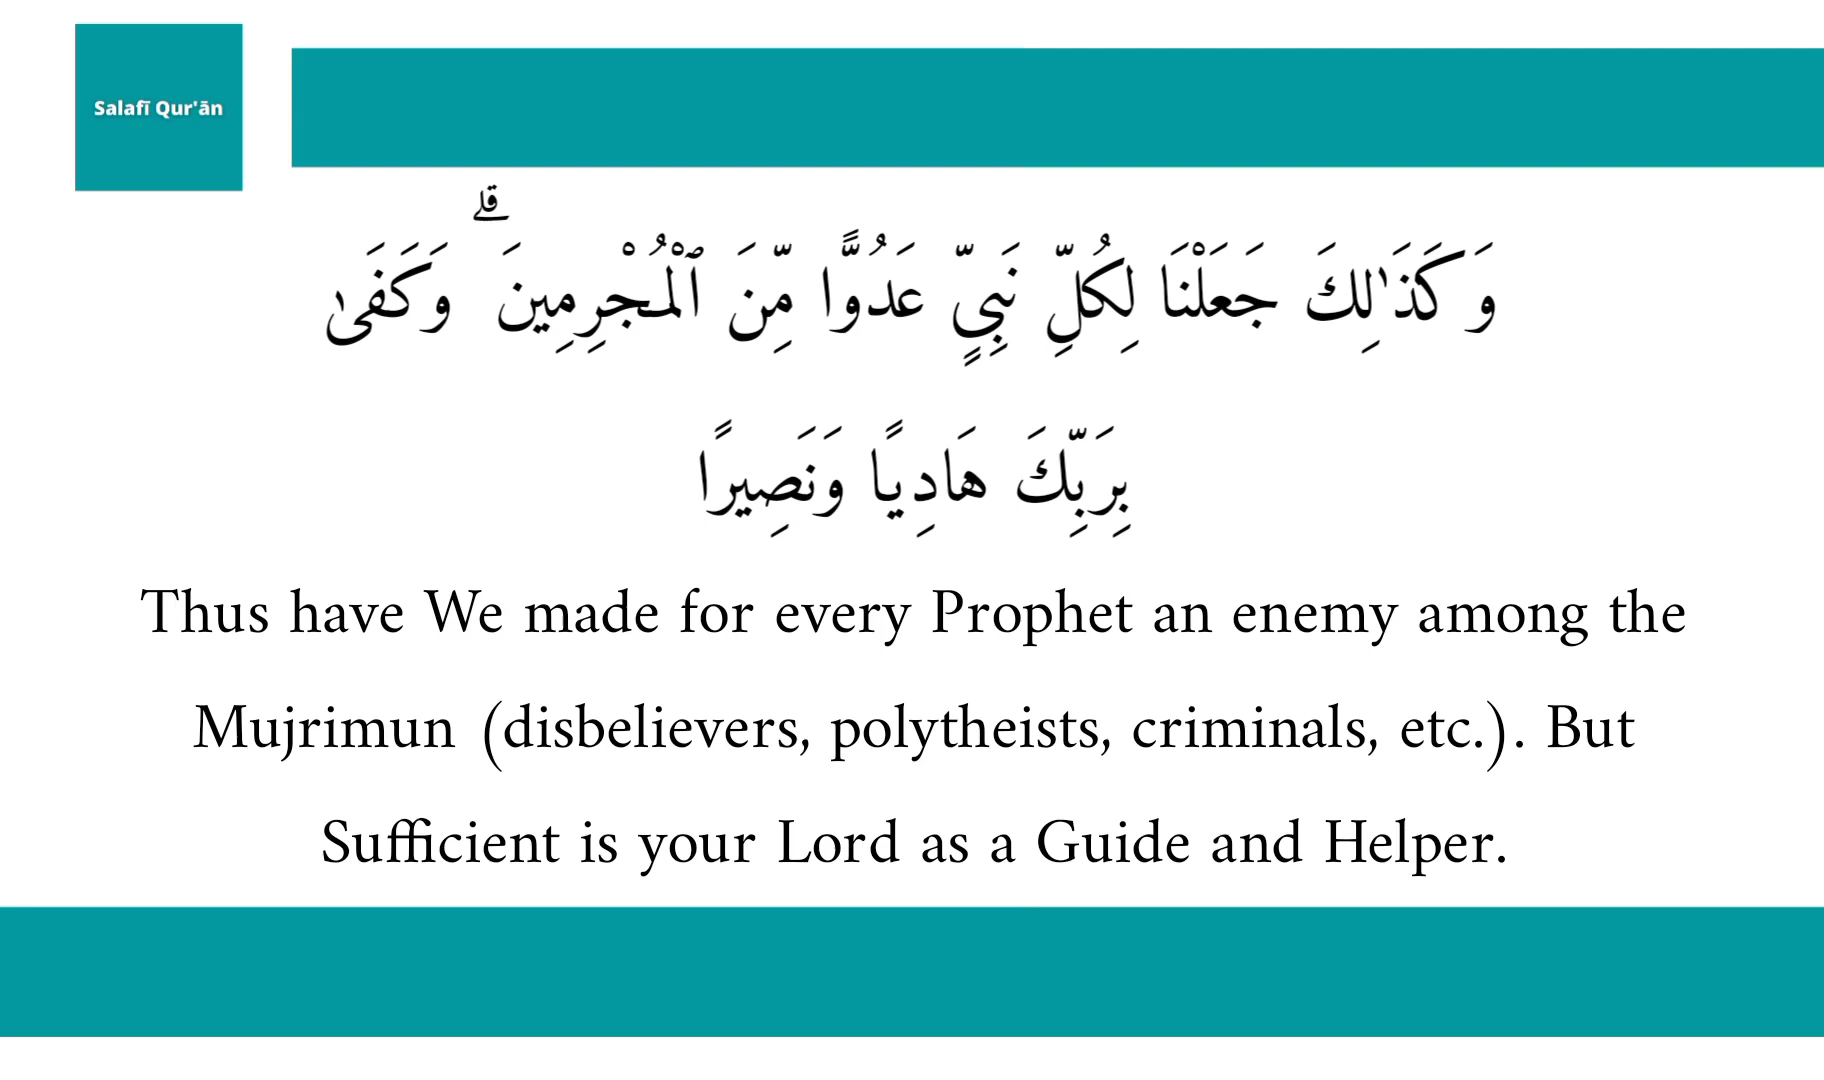 Salafī Qur'ān
وَكَذَٰلِكَ جَعَلْنَا لِكُلِّ نَبِيٍّ عَدُوًّا مِّنَ ٱلْمُجْرِمِينَ ۗ وَكَفَىٰ
بِرَبِّكَ هَادِيًا وَنَصِيرًا
Thus have We made for every Prophet an enemy among the
Mujrimun (disbelievers, polytheists, criminals, etc.). But
Sufficient is your Lord as a Guide and Helper.